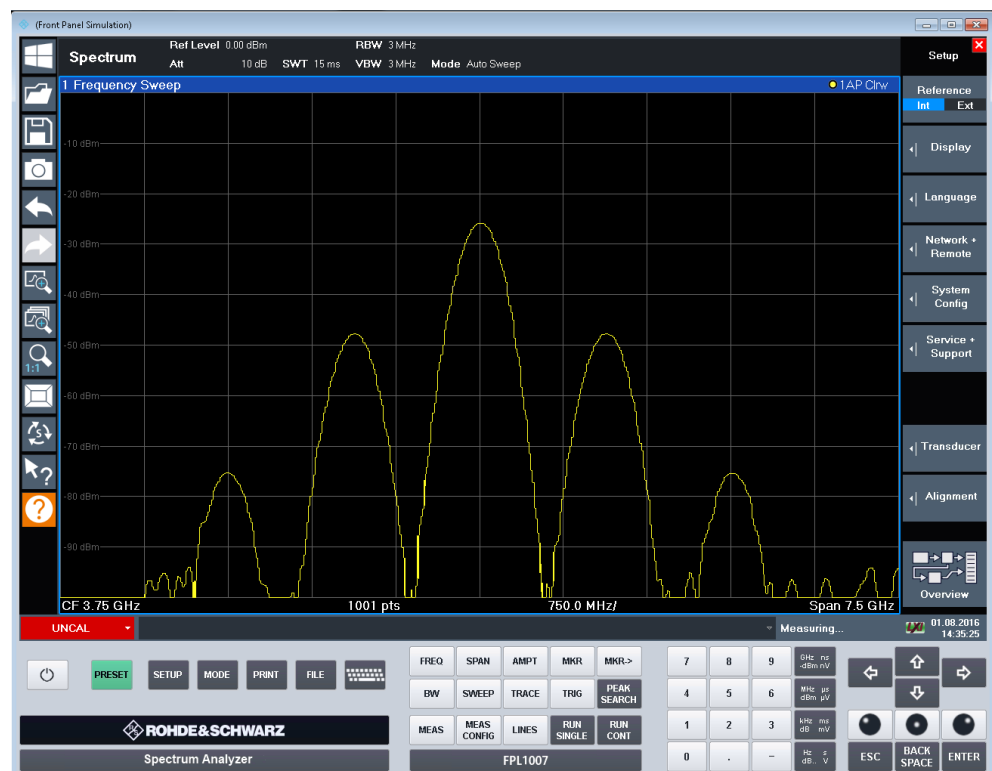 (Front Panel Simulation)
Spectrum
Ref Level 0.00 dBm RBW 3 MHz
Att 10 dB SWT 15 ms VBW 3 MHz Mode Auto Sweep
Setup
1 Frequency Sweep 1AP Clrw
Reference
Int Ext
Display
Language
Network +
Remote
System
Config
Service +
Support
Transducer
Alignment
Overview
-10 dBm
-20 dBm
-30 dBm
-40 dBm
-50 dBm
-60 dBm
-70 dBm
-80 dBm
-90 dBm
1:1
S
?
?
CF 3.75 GHz 1001 pts 750.0 MHz/ Span 7.5 GHz
UNCAL Measuring... 01.08.2016
14:35:25
PRESET SETUP MODE PRINT FILE
FREQ SPAN AMPT MKR MKR->
BW SWEEP TRACE TRIG PEAK
SEARCH
MEAS MEAS
CONFIG LINES RUN
SINGLE RUN
CONT
7 8 9 GHz ns
-dBm nV
4 5 6 MHz µs
dBm µV
1 2 3 kHz ms
dB mV
0 . - Hz s
dB.. V
ESC BACK
SPACE ENTER
ROHDE&SCHWARZ
Spectrum Analyzer FPL1007